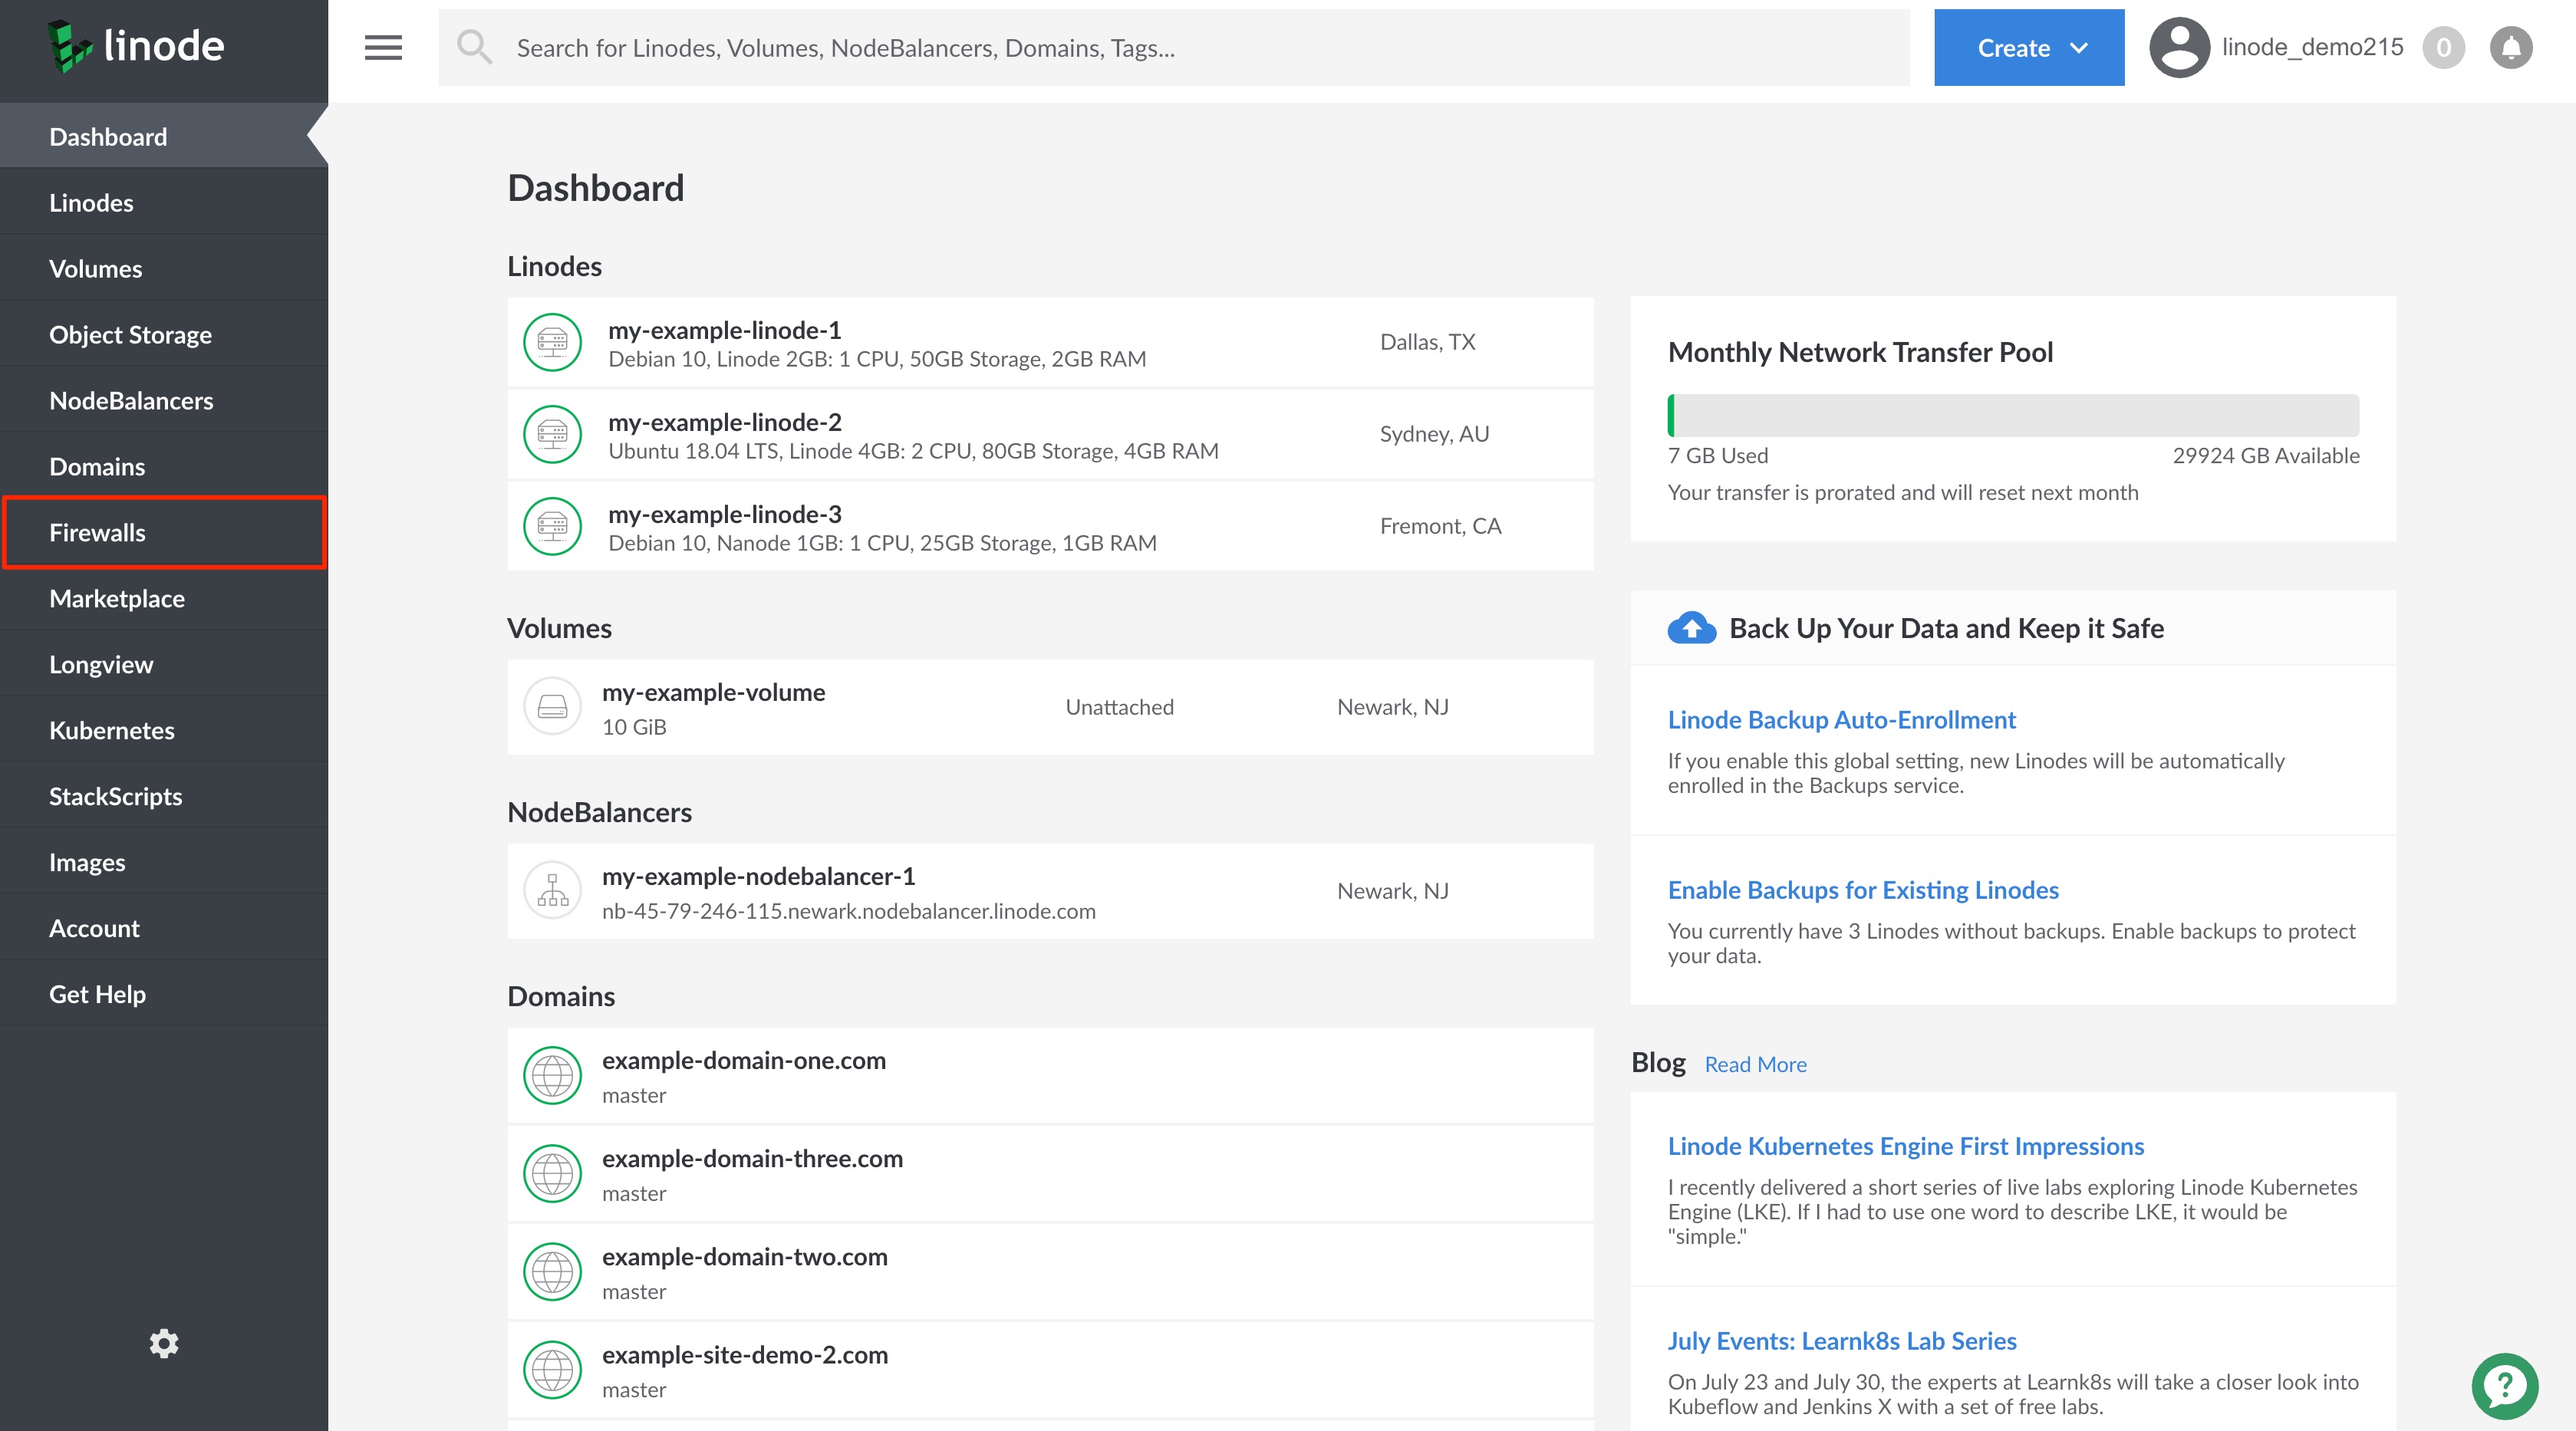 linode
Search for Linodes, Volumes, NodeBalancers, Domains, Tags...
Create
linode_demo215
0
Dashboard
Linodes
Volumes
Object Storage
NodeBalancers
Domains
Firewalls
Marketplace
Longview
Kubernetes
StackScripts
Images
Account
Get Help
Dashboard
Linodes
my-example-linode-1
Debian 10, Linode 2GB: 1 CPU, 50GB Storage, 2GB RAM
Dallas, TX
my-example-linode-2
Ubuntu 18.04 LTS, Linode 4GB: 2 CPU, 80GB Storage, 4GB RAM
Sydney, AU
my-example-linode-3
Debian 10, Nanode 1GB: 1 CPU, 25GB Storage, 1GB RAM
Fremont, CA
Volumes
my-example-volume
10 GiB
Unattached
Newark, NJ
NodeBalancers
my-example-nodebalancer-1
nb-45-79-246-115.newark.nodebalancer.linode.com
Newark, NJ
Domains
example-domain-one.com
master
example-domain-three.com
master
example-domain-two.com
master
example-site-demo-2.com
master
Monthly Network Transfer Pool
7 GB Used
29924 GB Available
Your transfer is prorated and will reset next month
Back Up Your Data and Keep it Safe
Linode Backup Auto-Enrollment
If you enable this global setting, new Linodes will be automatically
enrolled in the Backups service.
Enable Backups for Existing Linodes
You currently have 3 Linodes without backups. Enable backups to protect
your data.
Blog
Read More
Linode Kubernetes Engine First Impressions
I recently delivered a short series of live labs exploring Linode Kubernetes
Engine (LKE). If I had to use one word to describe LKE, it would be
"simple."
July Events: Learnk8s Lab Series
On July 23 and July 30, the experts at Learnk8s will take a closer look into
Kubeflow and Jenkins X with a set of free labs.
?